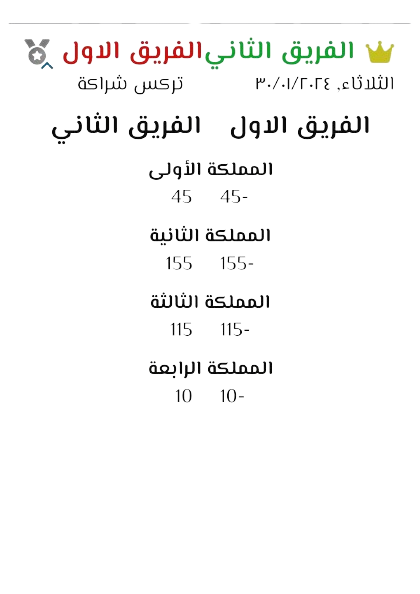 الفريق الثاني الفريق الاول
الثلاثاء, ٣٠/٠١/٢٠٢٤ تركس شراكة
الفريق الاول الفريق الثاني
المملكة الأولى
-45 45
المملكة الثانية
-155 155
المملكة الثالثة
-115 115
المملكة الرابعة
-10 10